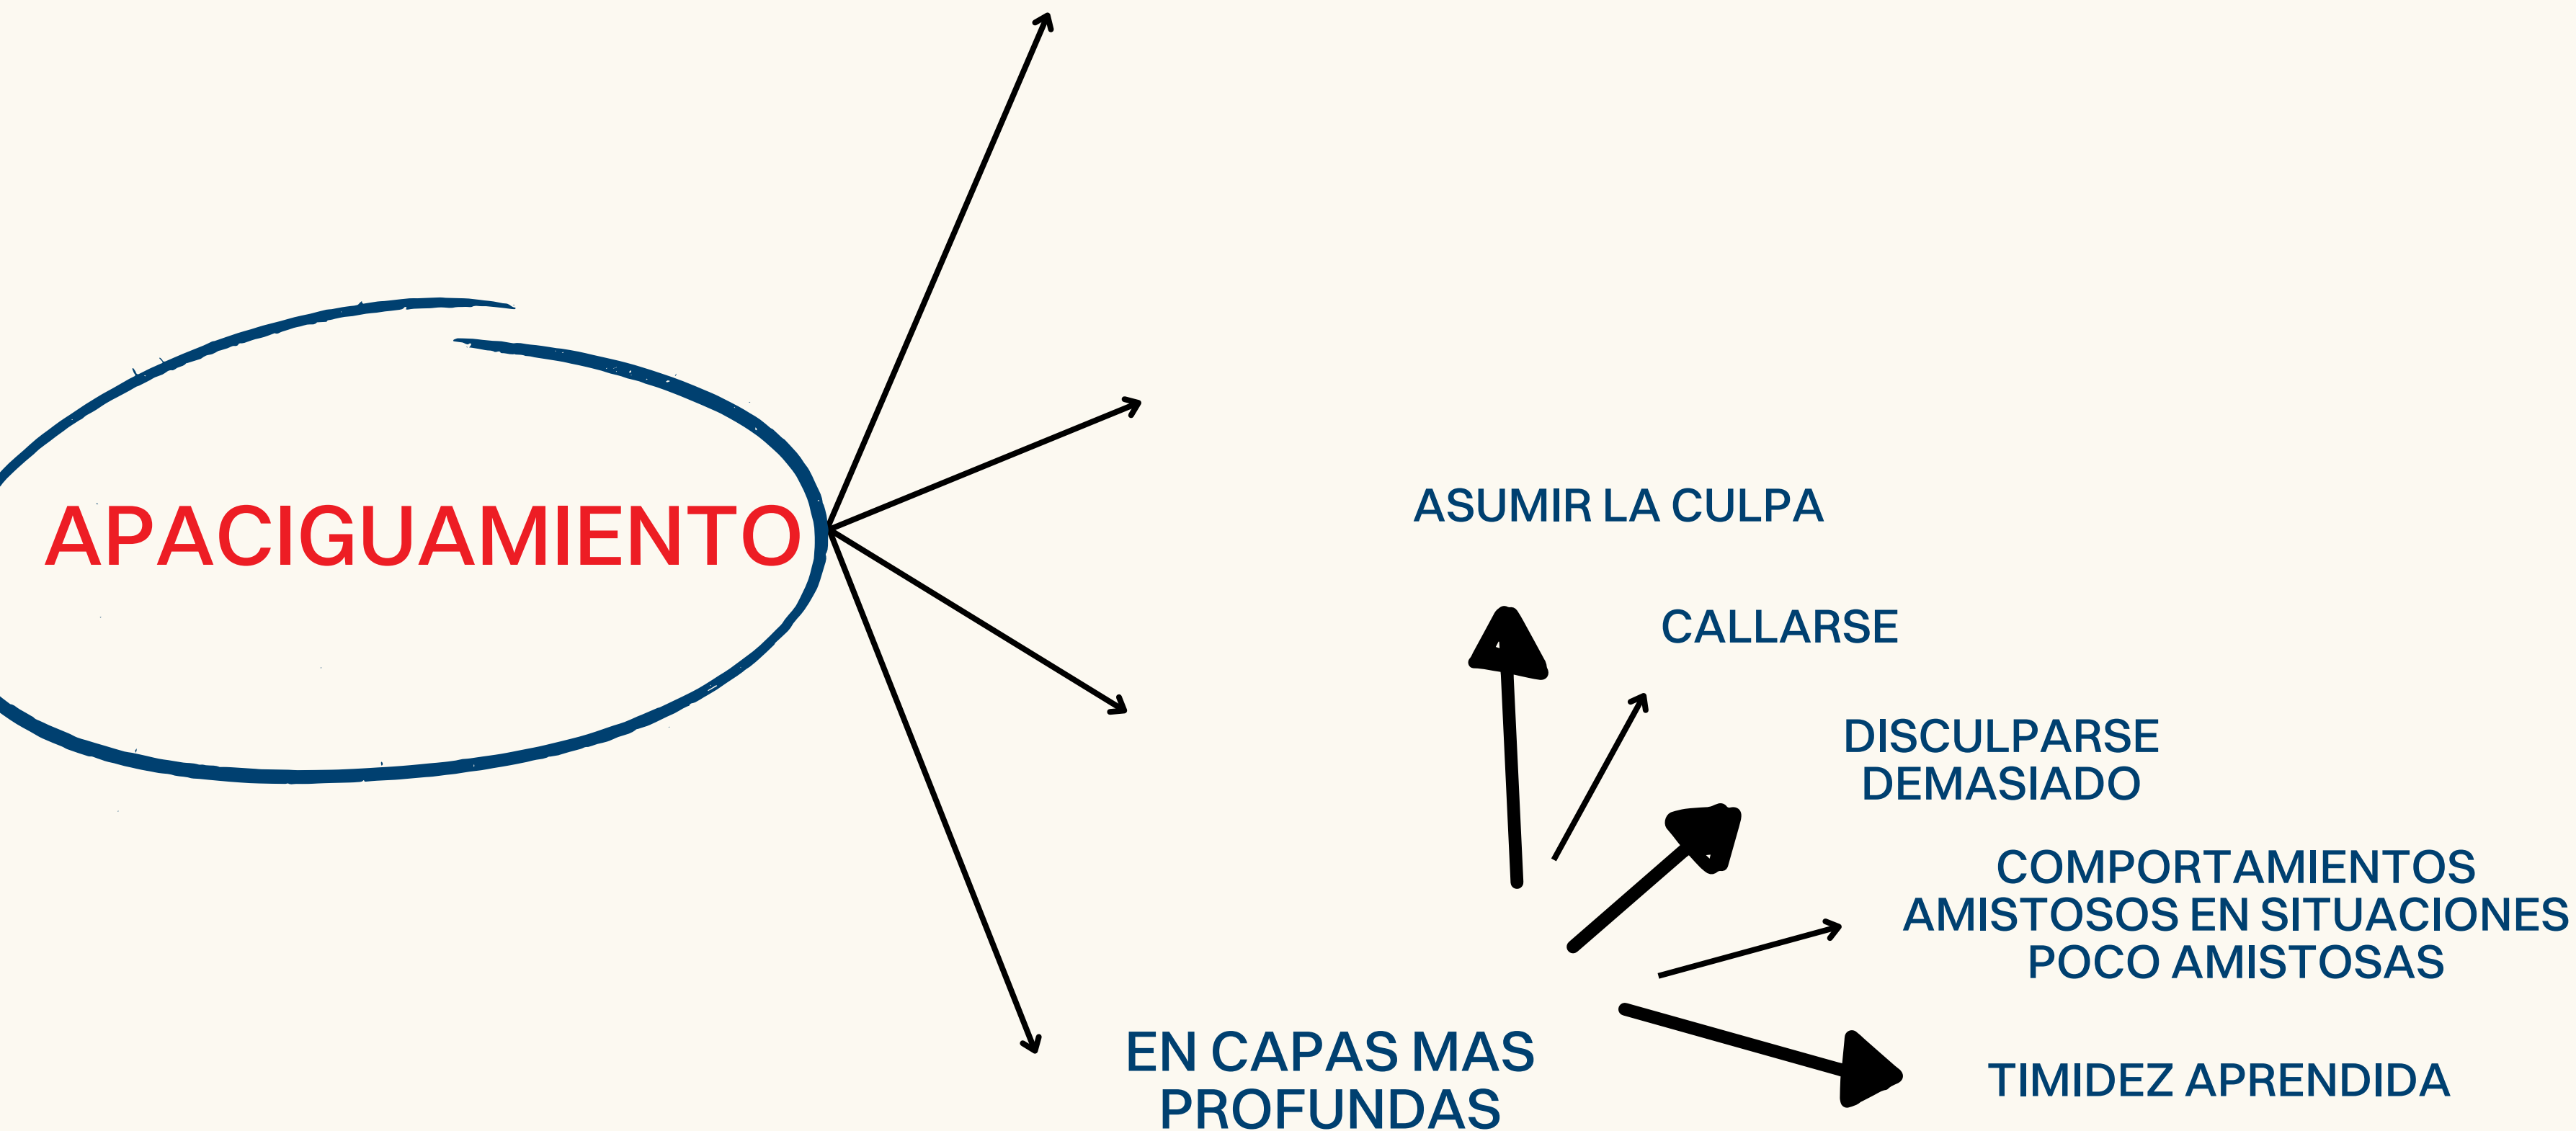 APACIGUAMIENTO
ASUMIR LA CULPA
CALLARSE
DISCULPARSE
DEMASIADO
COMPORTAMIENTOS
AMISTOSOS EN SITUACIONES
POCO AMISTOSAS
EN CAPAS MAS
PROFUNDAS
TIMIDEZ APRENDIDA